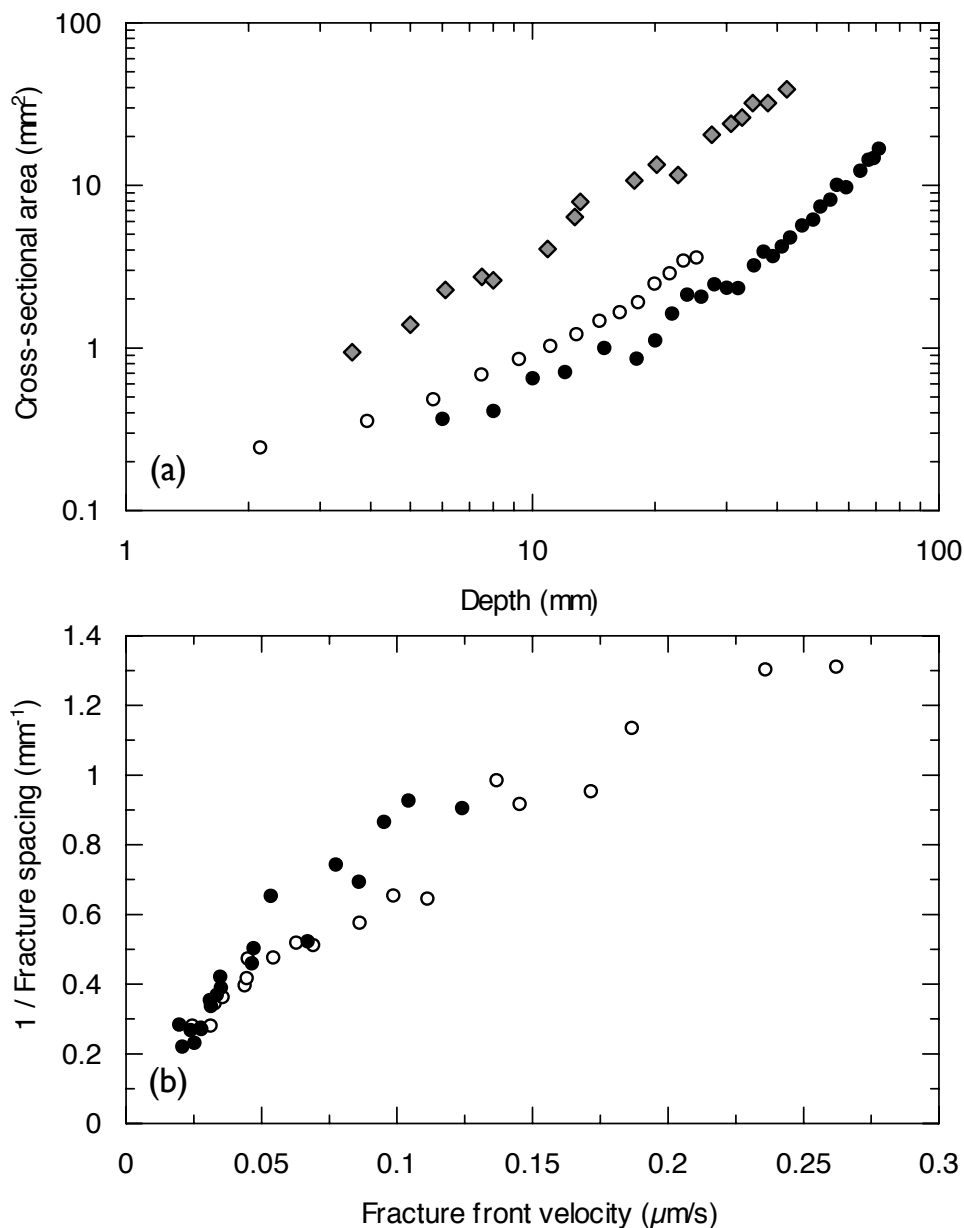 100
10
1
0.1
Cross-sectional area (mm²)
(a)
1 10 100
Depth (mm)
1.4
1.2
1
0.8
0.6
0.4
0.2
0
1 / Fracture spacing (mm⁻¹)
(b)
0 0.05 0.1 0.15 0.2 0.25 0.3
Fracture front velocity (µm/s)